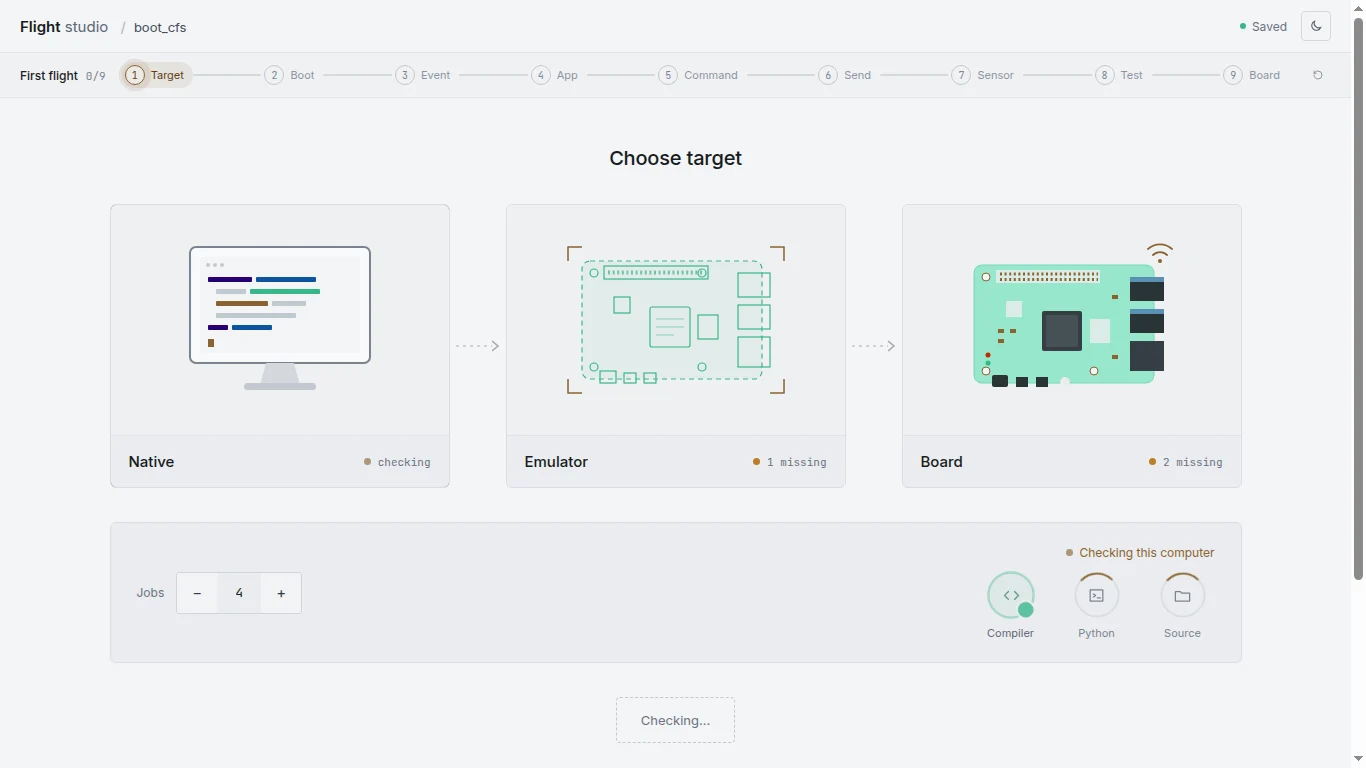 Flight studio / boot_cfs
Saved
First flight 0/9
1 Target
2 Boot
3 Event
4 App
5 Command
6 Send
7 Sensor
8 Test
9 Board
Choose target
Native
checking
Emulator
1 missing
Board
2 missing
Checking this computer
Jobs − 4 +
Compiler
Python
Source
Checking...